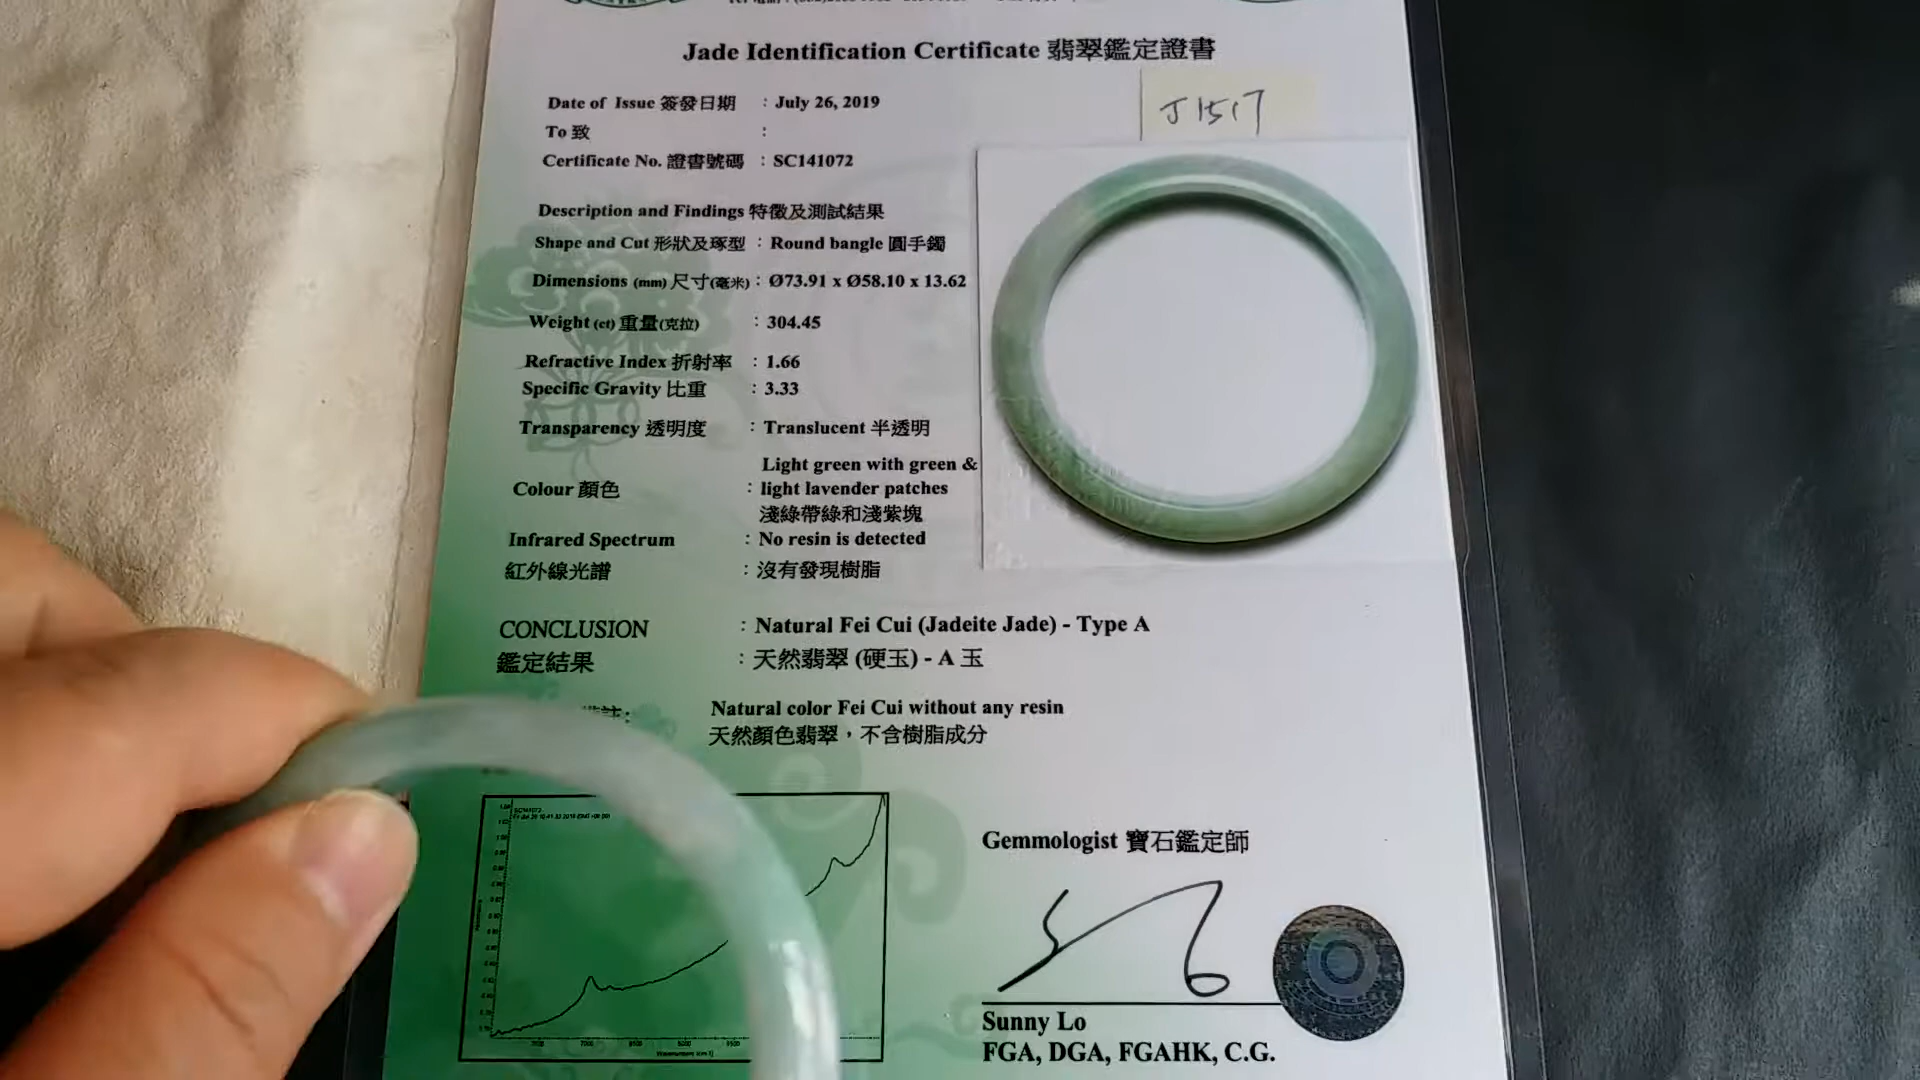 Jade Identification Certificate 翡翠鑑定證書
J1517
Date of Issue 簽發日期 : July 26, 2019
To 致 :
Certificate No. 證書號碼 : SC141072
Description and Findings 特徵及測試結果
Shape and Cut 形狀及琢型 : Round bangle 圓手鐲
Dimensions (mm) 尺寸(毫米) : Ø73.91 x Ø58.10 x 13.62
Weight (ct) 重量(克拉) : 304.45
Refractive Index 折射率 : 1.66
Specific Gravity 比重 : 3.33
Transparency 透明度 : Translucent 半透明
Light green with green &
Colour 顏色 : light lavender patches
淺綠帶綠和淺紫塊
Infrared Spectrum : No resin is detected
紅外線光譜 : 沒有發現樹脂
CONCLUSION : Natural Fei Cui (Jadeite Jade) - Type A
鑑定結果 : 天然翡翠 (硬玉) - A 玉
註: Natural color Fei Cui without any resin
天然顏色翡翠，不含樹脂成分
Gemmologist 寶石鑑定師
Sunny Lo
FGA, DGA, FGAHK, C.G.